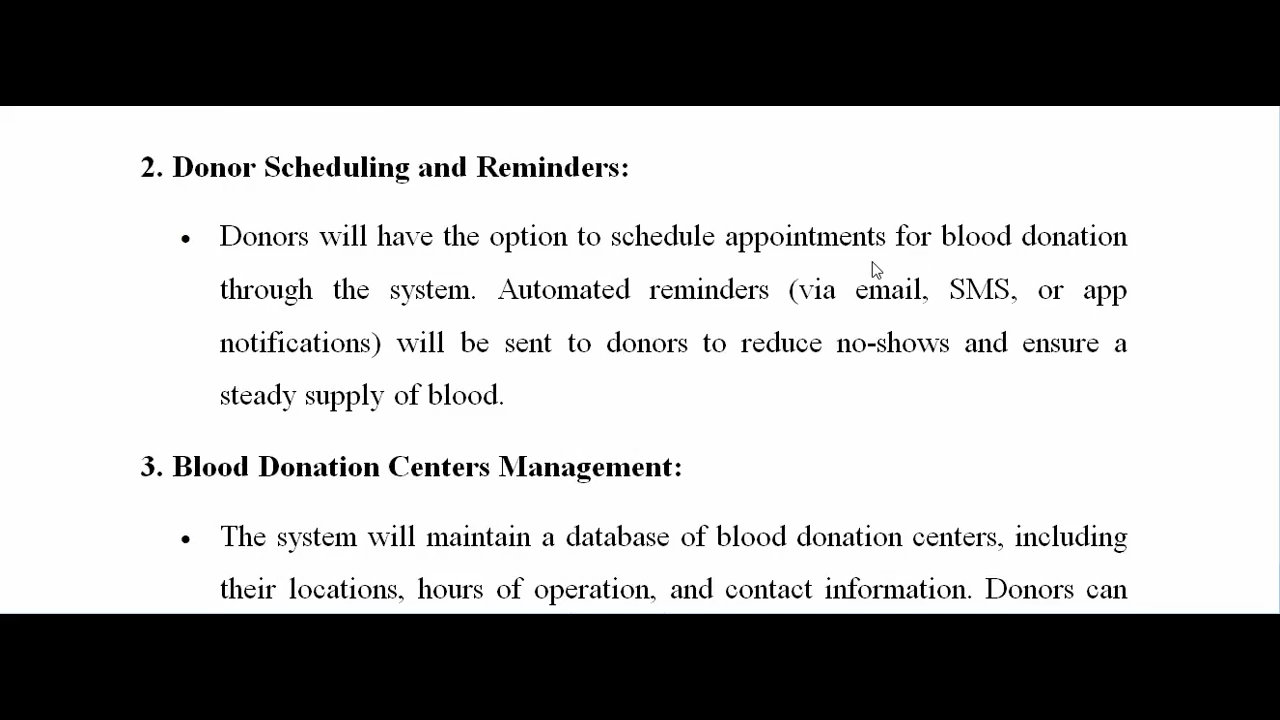 2. Donor Scheduling and Reminders:
• Donors will have the option to schedule appointments for blood donation
through the system. Automated reminders (via email, SMS, or app
notifications) will be sent to donors to reduce no-shows and ensure a
steady supply of blood.
3. Blood Donation Centers Management:
• The system will maintain a database of blood donation centers, including
their locations, hours of operation, and contact information. Donors can